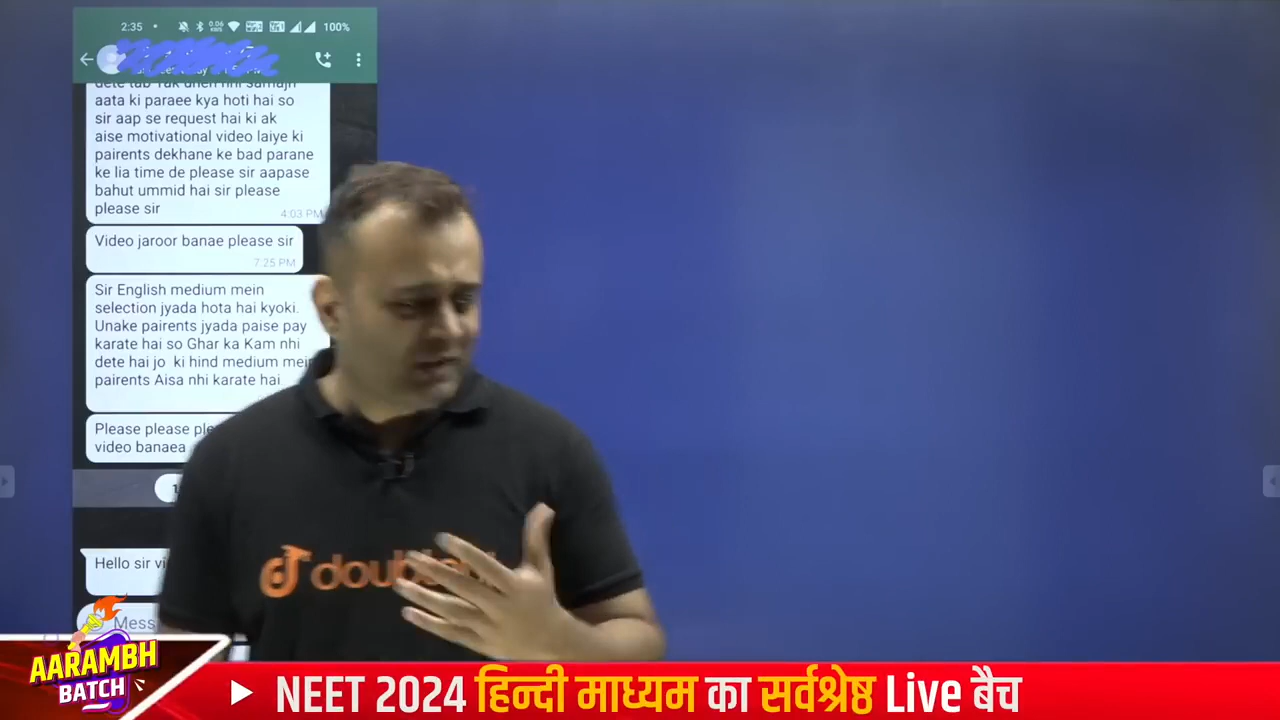 2:35
0.06
KB/S
100%
aata ki paraee kya hoti hai so
sir aap se request hai ki ak
aise motivational video laiye ki
pairents dekhane ke bad parane
ke lia time de please sir aapase
bahut ummid hai sir please
please sir
4:03 PM
Video jaroor banae please sir
7:25 PM
Sir English medium mein
selection jyada hota hai kyoki.
Unake pairents jyada paise pay
karate hai so Ghar ka Kam nhi
dete hai jo ki hind medium mein
pairents Aisa nhi karate hai
Please please
video banaea
Hello sir
AARAMBH
BATCH
NEET 2024 हिन्दी माध्यम का सर्वश्रेष्ठ Live बैच